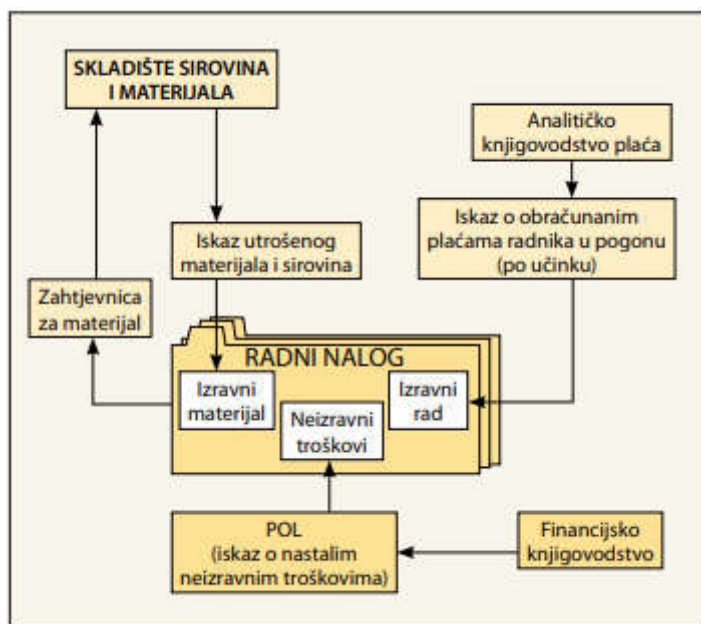 SKLADIŠTE SIROVINA
I MATERIJALA
Analitičko
knjigovodstvo plaća
Iskaz utrošenog
materijala i sirovina
Iskaz o obračunanim
plaćama radnika u pogonu
(po učinku)
Zahtjevnica
za materijal
RADNI NALOG
Izravni
materijal
Neizravni
troškovi
Izravni
rad
POL
(iskaz o nastalim
neizravnim troškovima)
Financijsko
knjigovodstvo